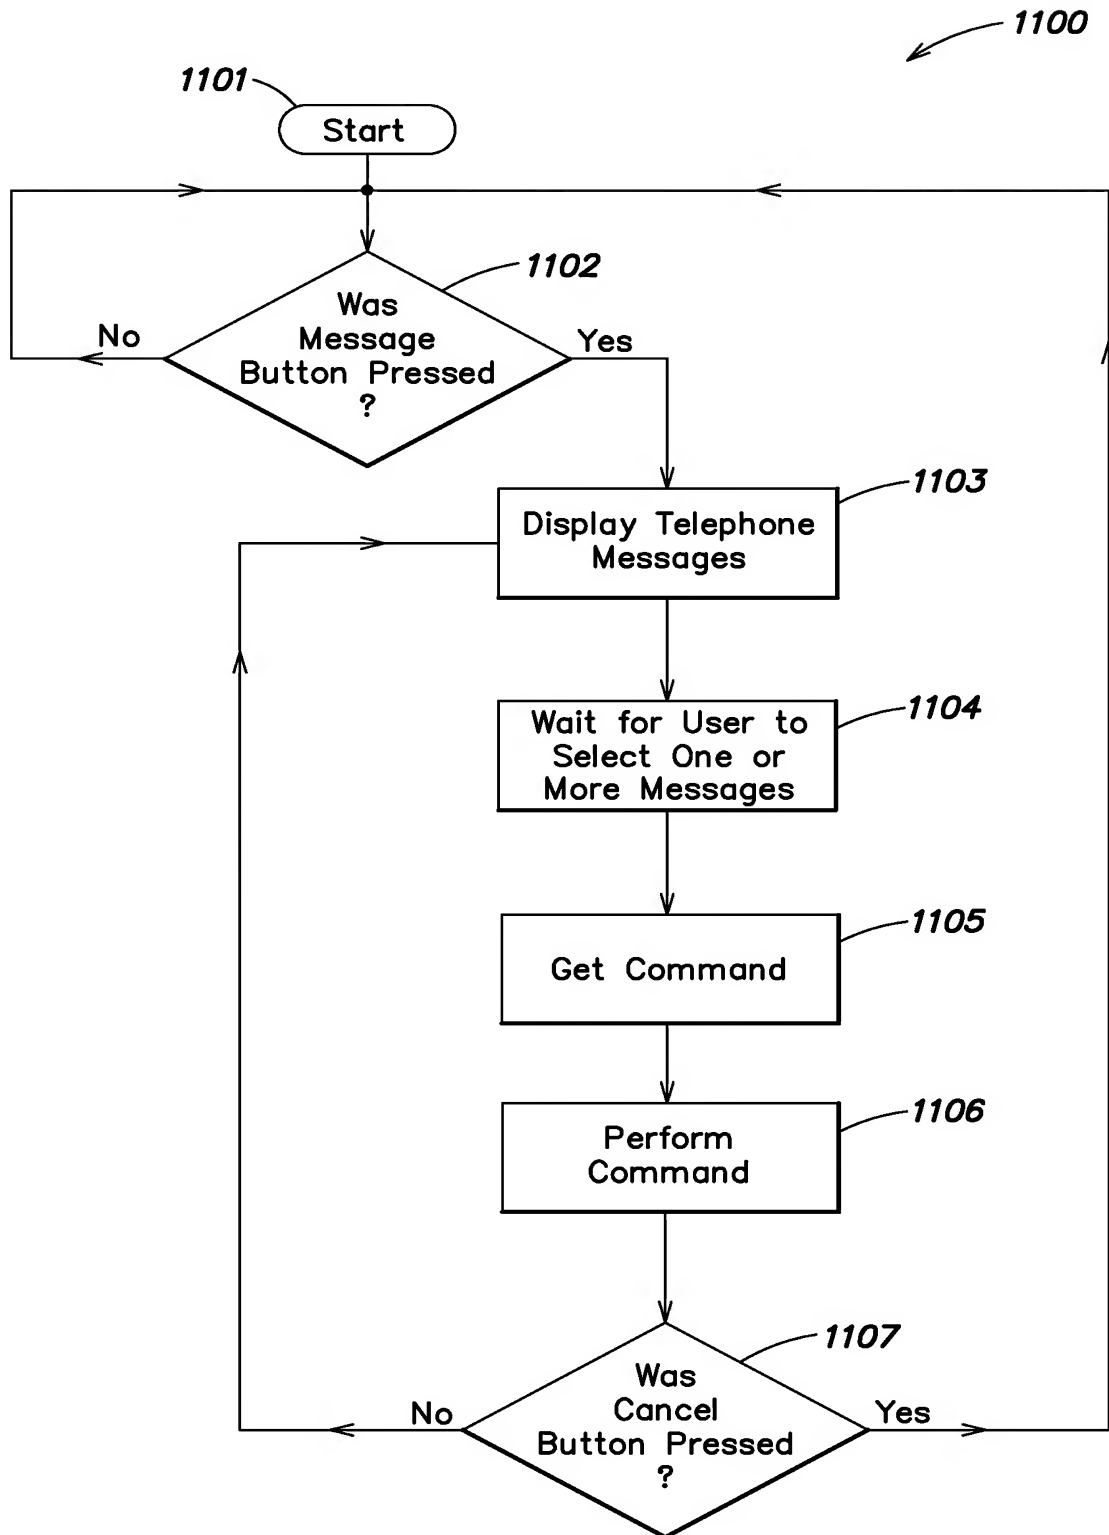 1100
1101
Start
1102
Was
Message
Button Pressed
?
No
Yes
1103
Display Telephone
Messages
1104
Wait for User to
Select One or
More Messages
1105
Get Command
1106
Perform
Command
1107
Was
Cancel
Button Pressed
?
No
Yes